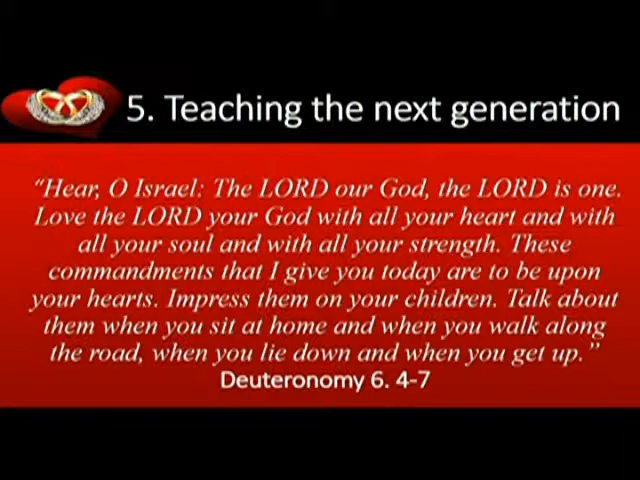 5. Teaching the next generation
“Hear, O Israel: The LORD our God, the LORD is one.
Love the LORD your God with all your heart and with
all your soul and with all your strength. These
commandments that I give you today are to be upon
your hearts. Impress them on your children. Talk about
them when you sit at home and when you walk along
the road, when you lie down and when you get up.”
Deuteronomy 6. 4-7